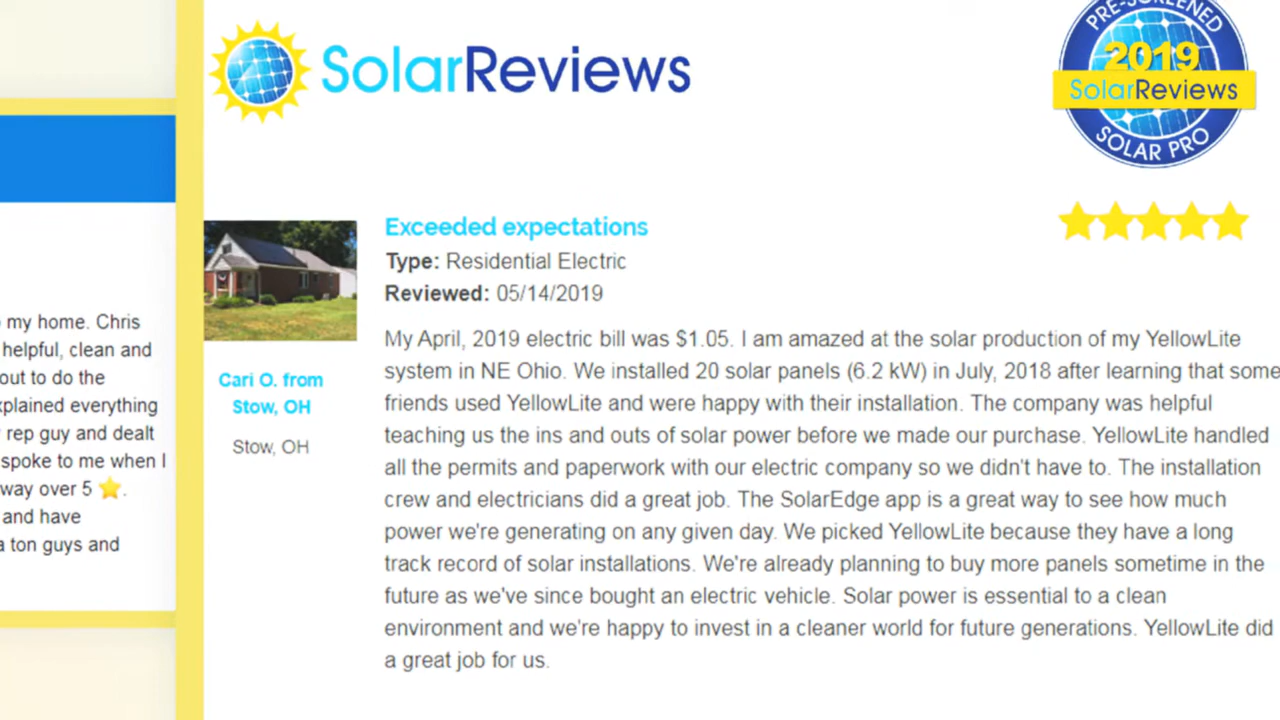 PRE-SCREENED
2019
SolarReviews
SOLAR PRO
SolarReviews
Exceeded expectations
Type: Residential Electric
Reviewed: 05/14/2019
Cari O. from
Stow, OH
Stow, OH
My April, 2019 electric bill was $1.05. I am amazed at the solar production of my YellowLite
system in NE Ohio. We installed 20 solar panels (6.2 kW) in July, 2018 after learning that some
friends used YellowLite and were happy with their installation. The company was helpful
teaching us the ins and outs of solar power before we made our purchase. YellowLite handled
all the permits and paperwork with our electric company so we didn't have to. The installation
crew and electricians did a great job. The SolarEdge app is a great way to see how much
power we're generating on any given day. We picked YellowLite because they have a long
track record of solar installations. We're already planning to buy more panels sometime in the
future as we've since bought an electric vehicle. Solar power is essential to a clean
environment and we're happy to invest in a cleaner world for future generations. YellowLite did
a great job for us.
my home. Chris
helpful, clean and
out to do the
explained everything
rep guy and dealt
spoke to me when I
way over 5 ⭐.
and have
a ton guys and